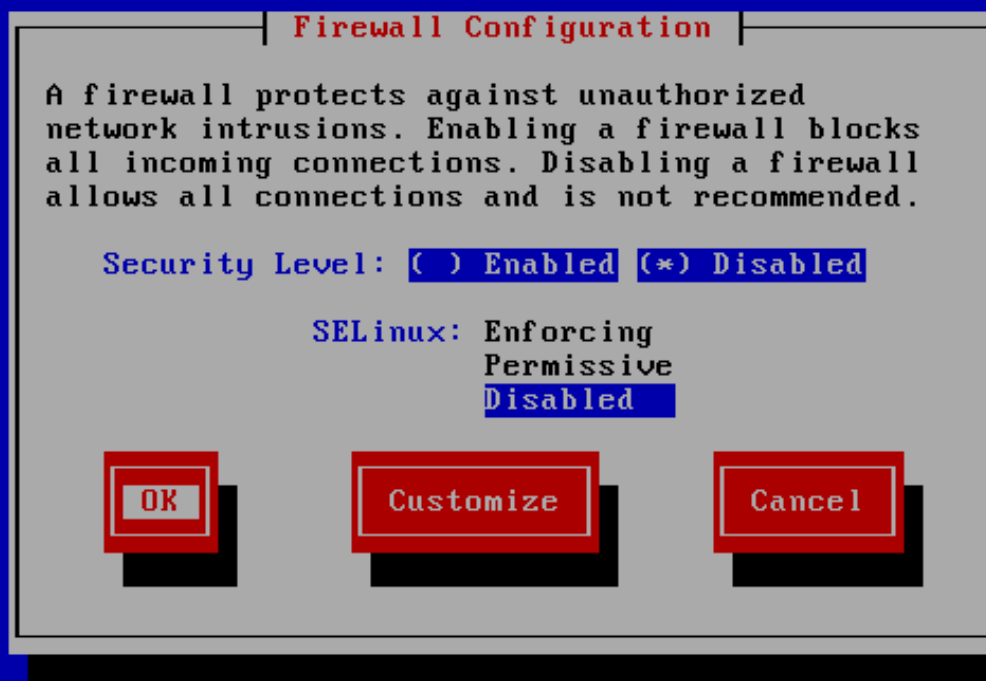 Firewall Configuration
A firewall protects against unauthorized
network intrusions. Enabling a firewall blocks
all incoming connections. Disabling a firewall
allows all connections and is not recommended.
Security Level: ( ) Enabled (*) Disabled
SELinux: Enforcing
Permissive
Disabled
OK Customize Cancel